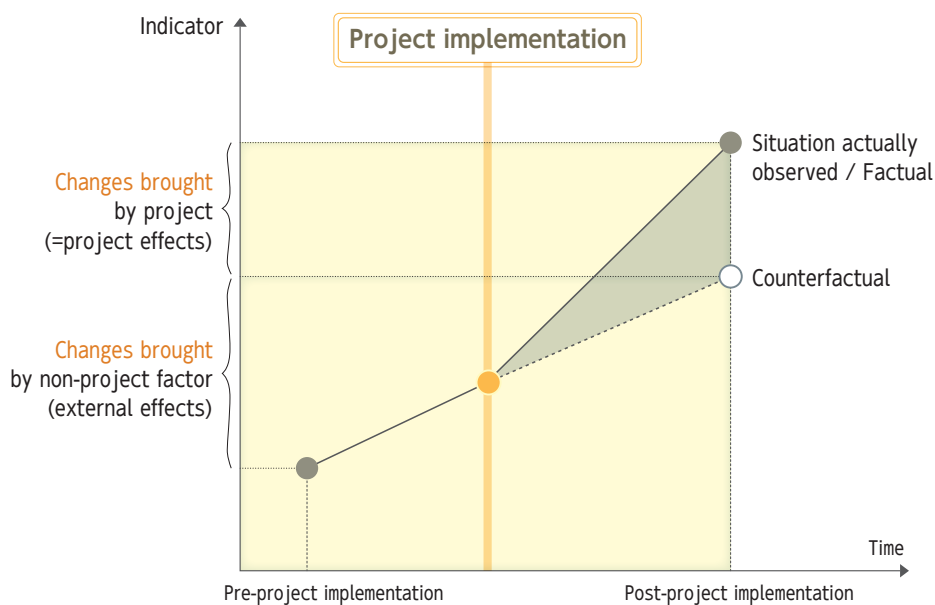 Indicator
Project implementation
Situation actually
observed / Factual
Changes brought
by project
(=project effects)
Counterfactual
Changes brought
by non-project factor
(external effects)
Time
Pre-project implementation
Post-project implementation